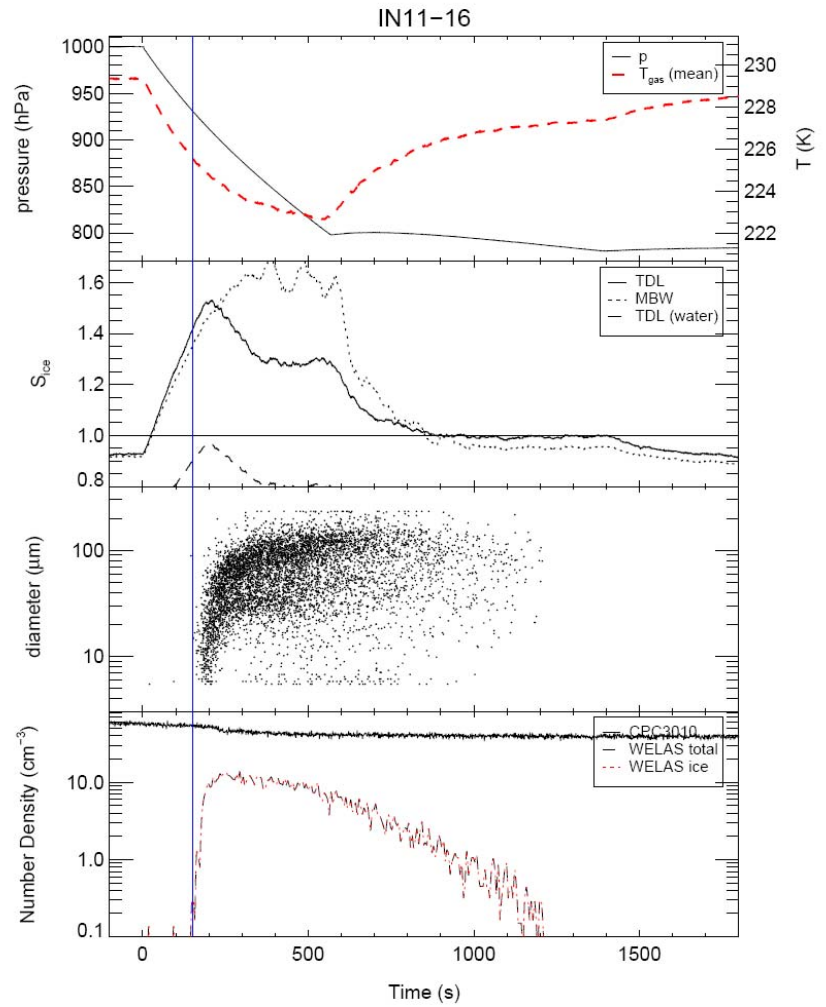 IN11−16
1000
950
900
850
800
pressure (hPa)
p
T gas (mean)
230
228
226
224
222
T (K)
1.6
1.4
1.2
1.0
0.8
S ice
TDL
MBW
TDL (water)
100
10
diameter (μm)
10.0
1.0
0.1
Number Density (cm−3)
CPC3010
WELAS total
WELAS ice
0
500
1000
1500
Time (s)